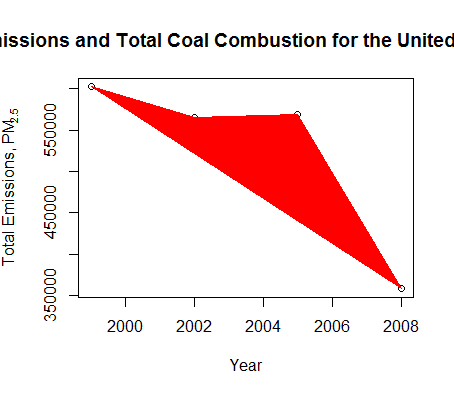 issions and Total Coal Combustion for the United
Total Emissions, PM2.5
550000
450000
350000
2000 2002 2004 2006 2008
Year